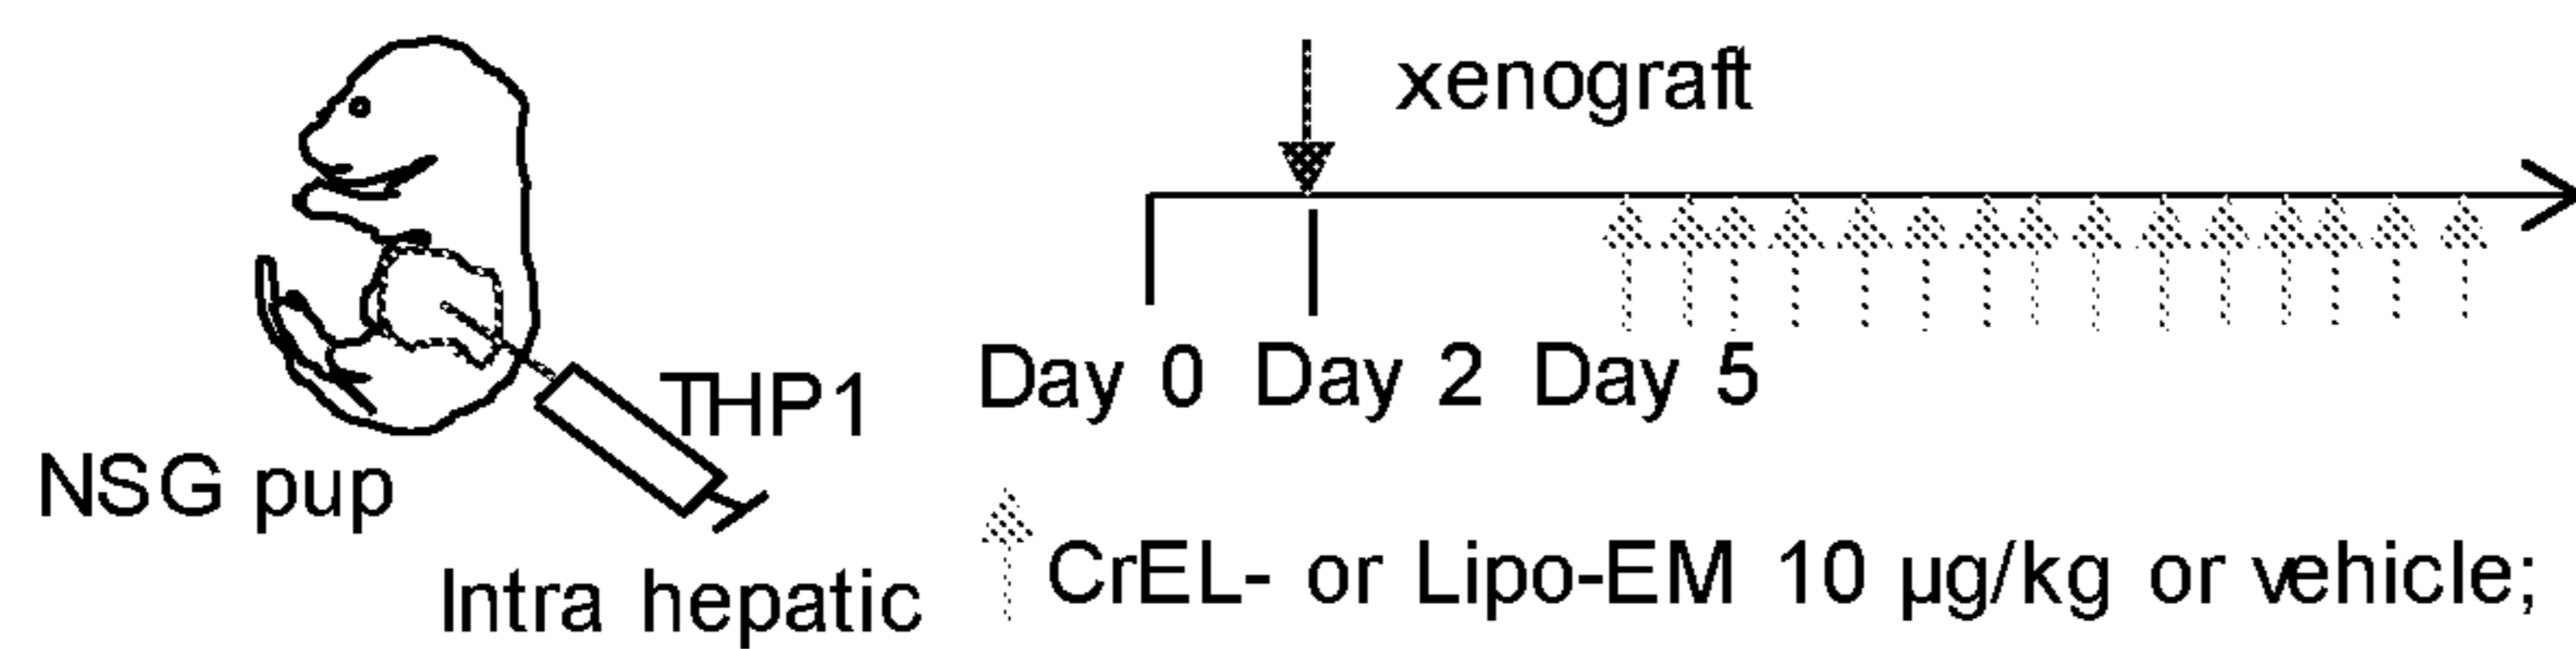 xenograft
THP1
NSG pup
Intra hepatic
Day 0 Day 2 Day 5
CrEL- or Lipo-EM 10 µg/kg or vehicle;